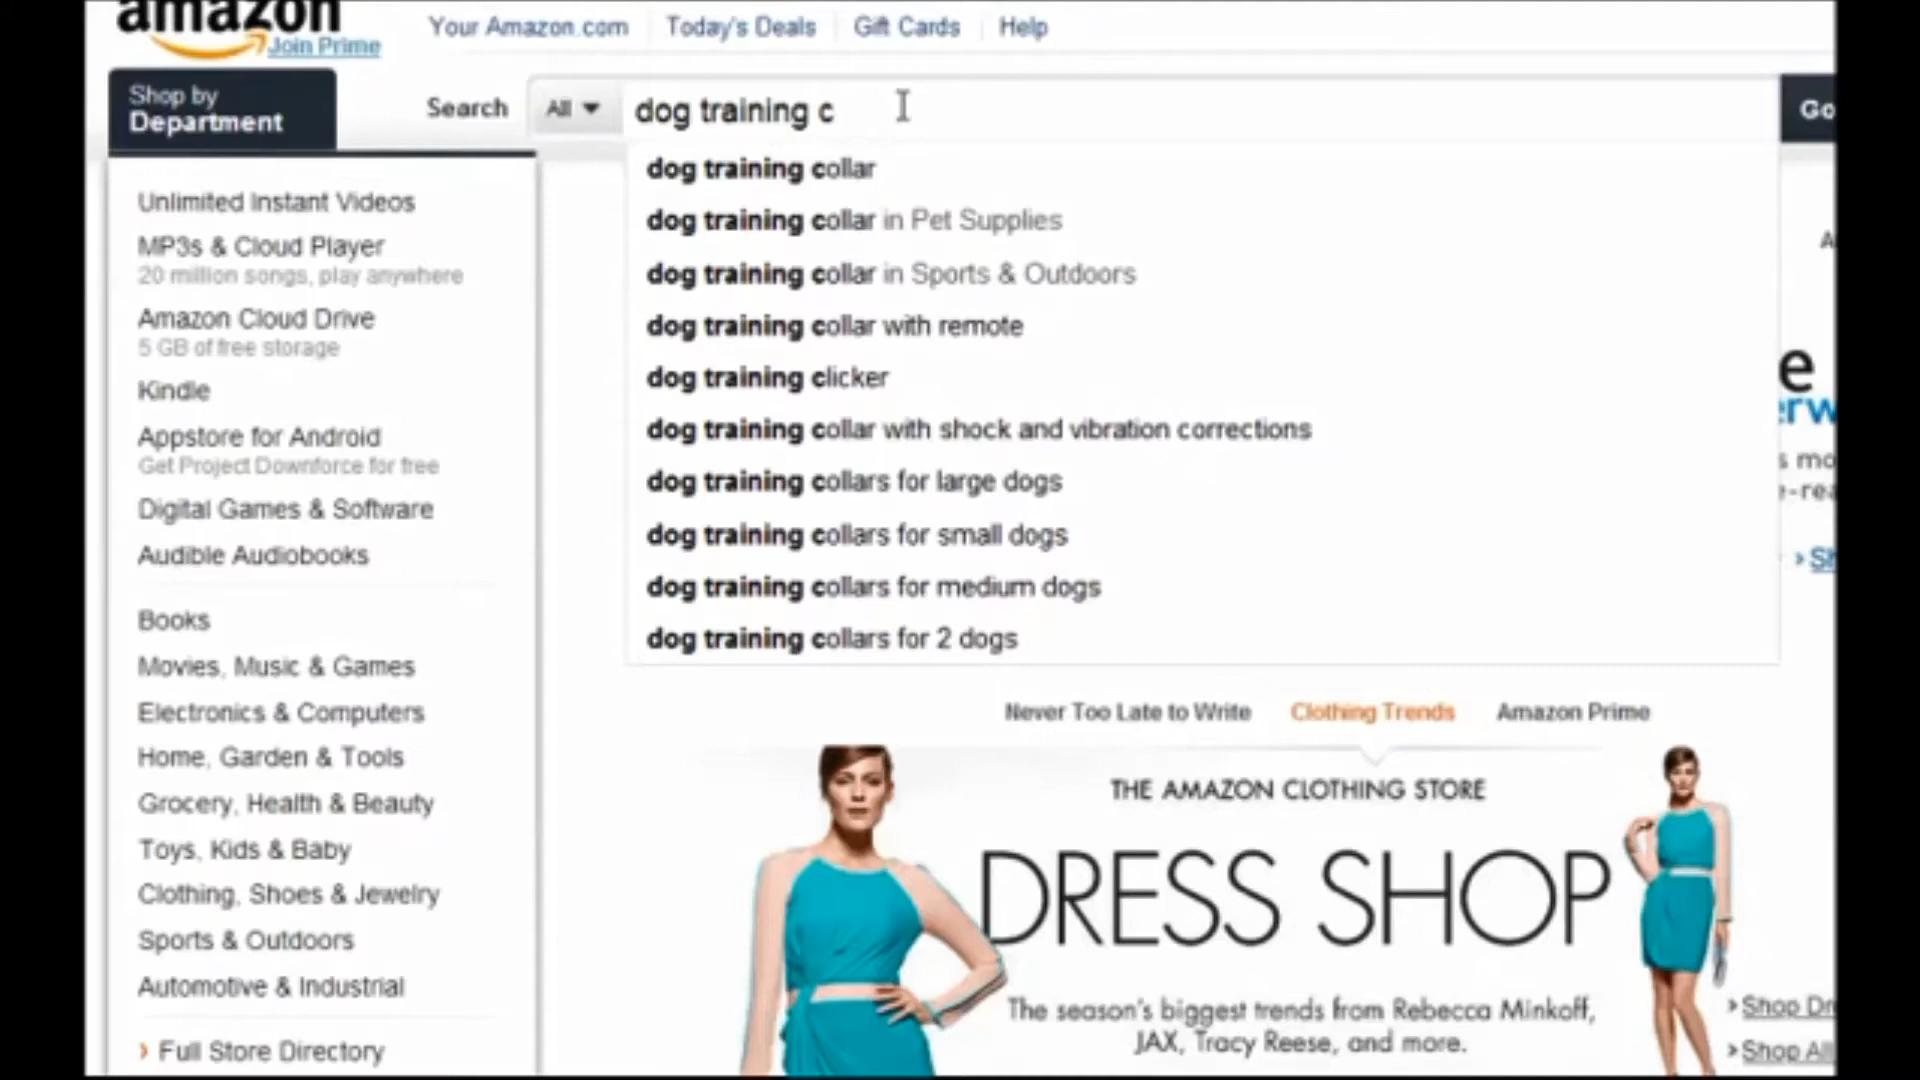 amazon
Join Prime
Your Amazon.com
Today's Deals
Gift Cards
Help
Shop by
Department
Search
All
dog training c
Go
dog training collar
dog training collar in Pet Supplies
dog training collar in Sports & Outdoors
dog training collar with remote
dog training clicker
dog training collar with shock and vibration corrections
dog training collars for large dogs
dog training collars for small dogs
dog training collars for medium dogs
dog training collars for 2 dogs
Unlimited Instant Videos
MP3s & Cloud Player
20 million songs, play anywhere
Amazon Cloud Drive
5 GB of free storage
Kindle
Appstore for Android
Get Project Downforce for free
Digital Games & Software
Audible Audiobooks
Books
Movies, Music & Games
Electronics & Computers
Home, Garden & Tools
Grocery, Health & Beauty
Toys, Kids & Baby
Clothing, Shoes & Jewelry
Sports & Outdoors
Automotive & Industrial
› Full Store Directory
Never Too Late to Write
Clothing Trends
Amazon Prime
THE AMAZON CLOTHING STORE
DRESS SHOP
The season's biggest trends from Rebecca Minkoff,
JAX, Tracy Reese, and more.
› Shop Dr
› Shop All